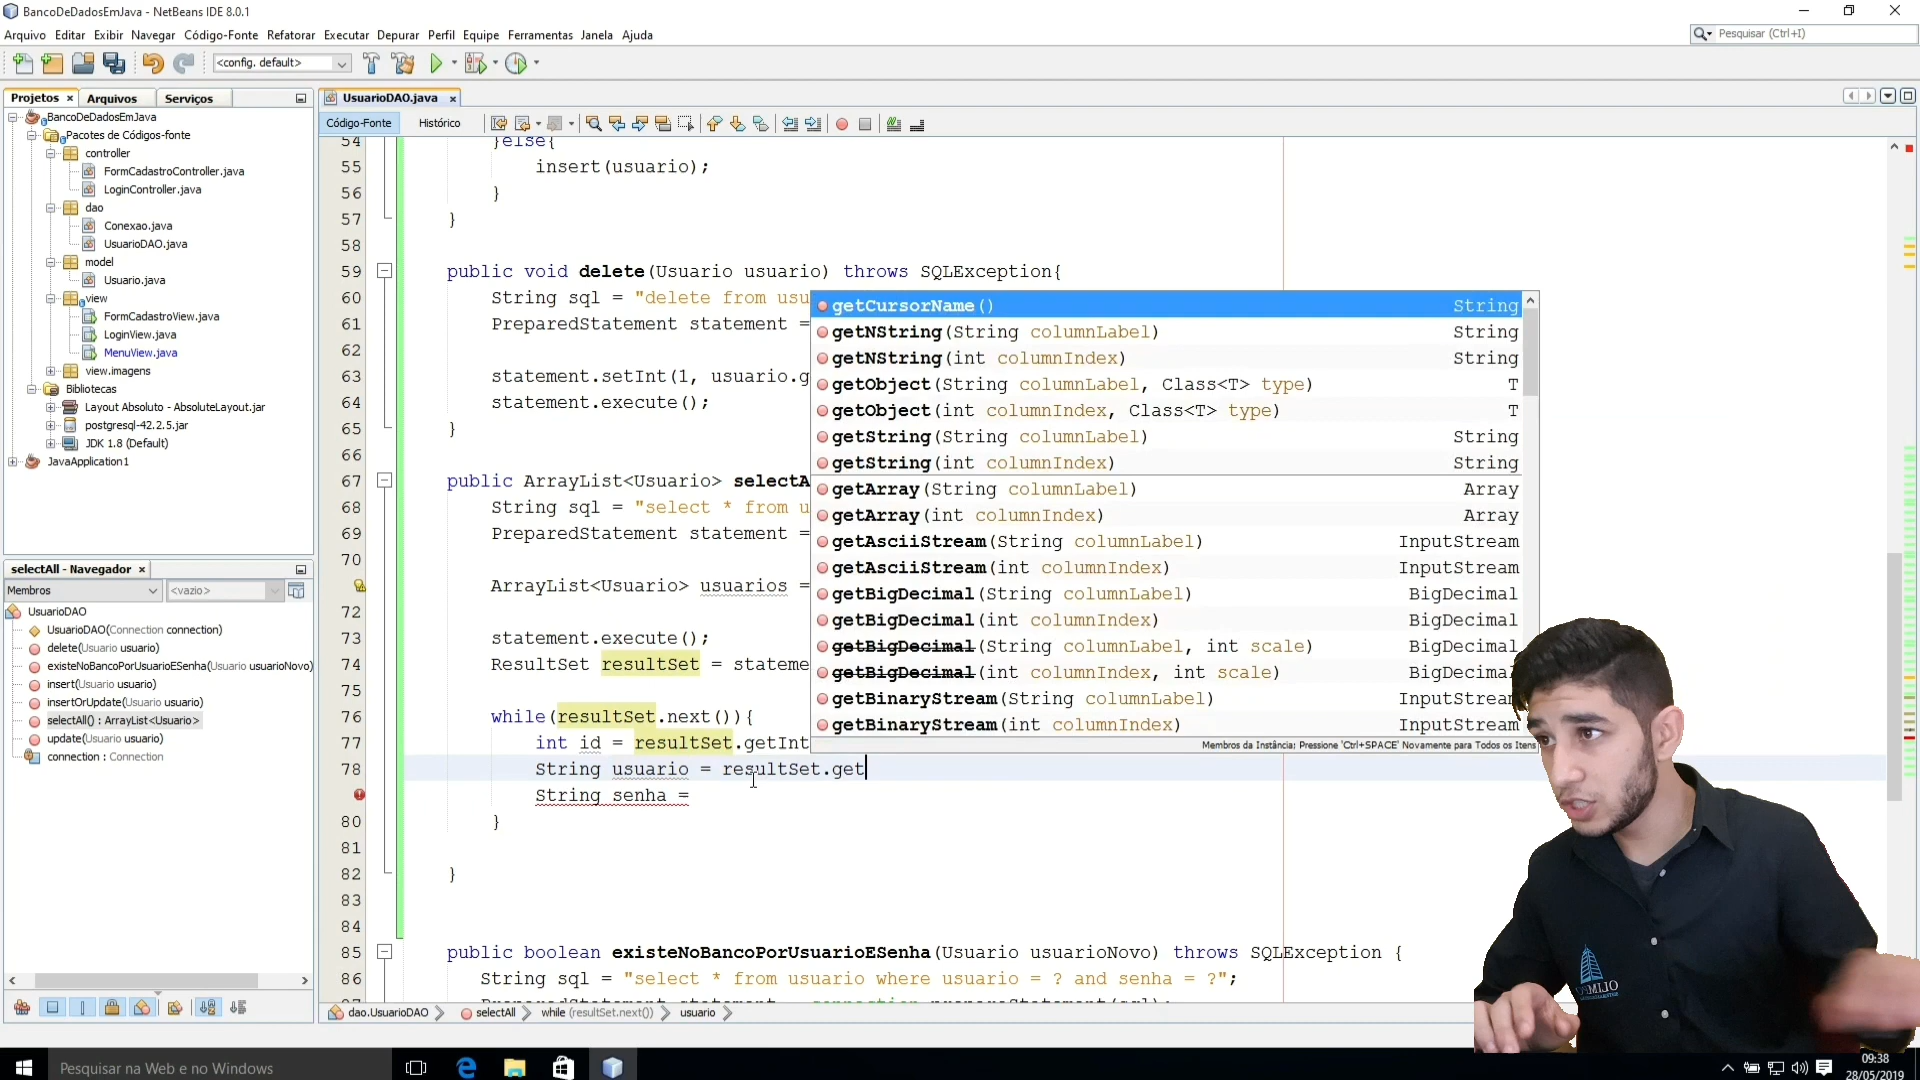 BancoDeDadosEmJava - NetBeans IDE 8.0.1
Arquivo Editar Exibir Navegar Código-Fonte Refatorar Executar Depurar Perfil Equipe Ferramentas Janela Ajuda
Pesquisar (Ctrl+I)
<config. default>
Projetos Arquivos Serviços
UsuarioDAO.java
Código-Fonte Histórico
BancoDeDadosEmJava
Pacotes de Códigos-fonte
controller
FormCadastroController.java
LoginController.java
dao
Conexao.java
UsuarioDAO.java
model
Usuario.java
view
FormCadastroView.java
LoginView.java
MenuView.java
view.imagens
Bibliotecas
Layout Absoluto - AbsoluteLayout.jar
postgresql-42.2.5.jar
JDK 1.8 (Default)
JavaApplication1
selectAll - Navegador
Membros <vazio>
UsuarioDAO
UsuarioDAO(Connection connection)
delete(Usuario usuario)
existeNoBancoPorUsuarioESenha(Usuario usuarioNovo)
insert(Usuario usuario)
insertOrUpdate(Usuario usuario)
selectAll() : ArrayList<Usuario>
update(Usuario usuario)
connection : Connection
54 }else{
55 insert(usuario);
56 }
57 }
58
59 public void delete(Usuario usuario) throws SQLException{
60 String sql = "delete from usu
61 PreparedStatement statement =
62
63 statement.setInt(1, usuario.g
64 statement.execute();
65 }
66
67 public ArrayList<Usuario> selectA
68 String sql = "select * from u
69 PreparedStatement statement =
70
ArrayList<Usuario> usuarios =
72
73 statement.execute();
74 ResultSet resultSet = stateme
75
76 while(resultSet.next()){
77 int id = resultSet.getInt
78 String usuario = resultSet.get
String senha =
80 }
81
82 }
83
84
85 public boolean existeNoBancoPorUsuarioESenha(Usuario usuarioNovo) throws SQLException {
86 String sql = "select * from usuario where usuario = ? and senha = ?";
getCursorName() String
getNString(String columnLabel) String
getNString(int columnIndex) String
getObject(String columnLabel, Class<T> type) T
getObject(int columnIndex, Class<T> type) T
getString(String columnLabel) String
getString(int columnIndex) String
getArray(String columnLabel) Array
getArray(int columnIndex) Array
getAsciiStream(String columnLabel) InputStream
getAsciiStream(int columnIndex) InputStream
getBigDecimal(String columnLabel) BigDecimal
getBigDecimal(int columnIndex) BigDecimal
getBigDecimal(String columnLabel, int scale) BigDecimal
getBigDecimal(int columnIndex, int scale) BigDecimal
getBinaryStream(String columnLabel) InputStream
getBinaryStream(int columnIndex) InputStream
Membros da Instância; Pressione 'Ctrl+SPACE' Novamente para Todos os Itens
dao.UsuarioDAO selectAll while (resultSet.next()) usuario
Pesquisar na Web e no Windows
09:38
28/05/2019